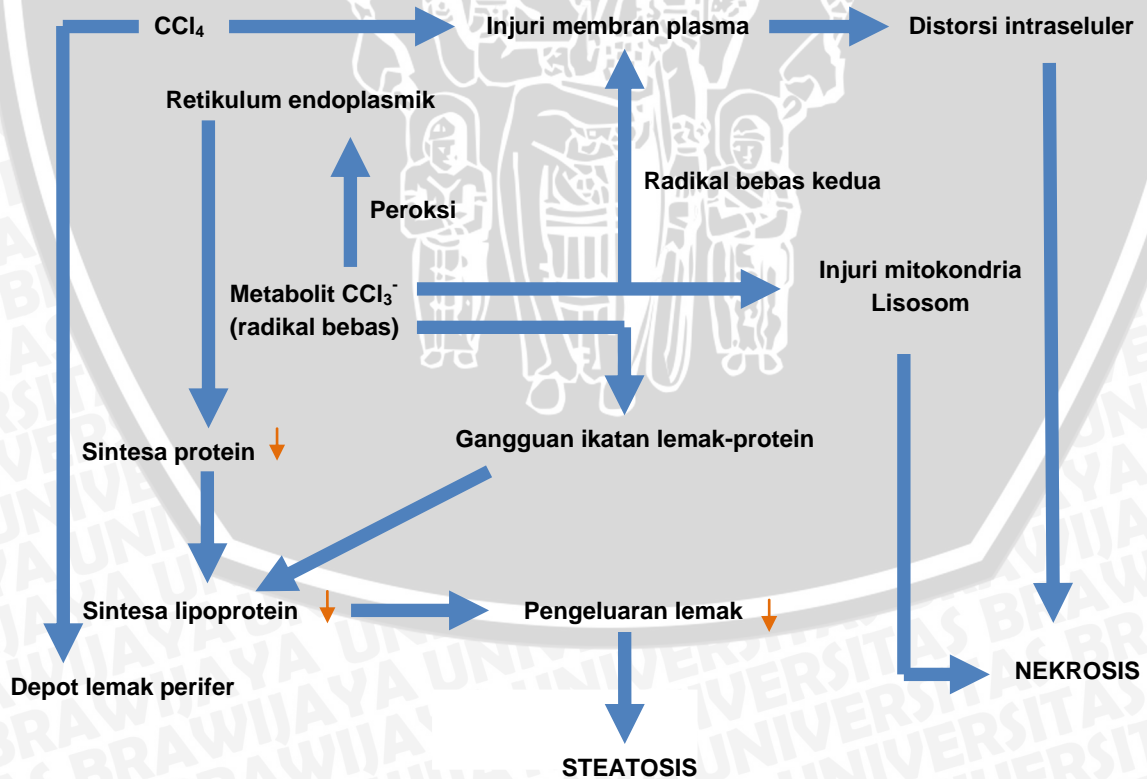 CCl₄
Injuri membran plasma
Distorsi intraseluler
Retikulum endoplasmik
Radikal bebas kedua
Peroksi
Injuri mitokondria
Lisosom
Metabolit CCl₃⁻
(radikal bebas)
Gangguan ikatan lemak-protein
Sintesa protein
Sintesa lipoprotein
Pengeluaran lemak
Depot lemak perifer
NEKROSIS
STEATOSIS